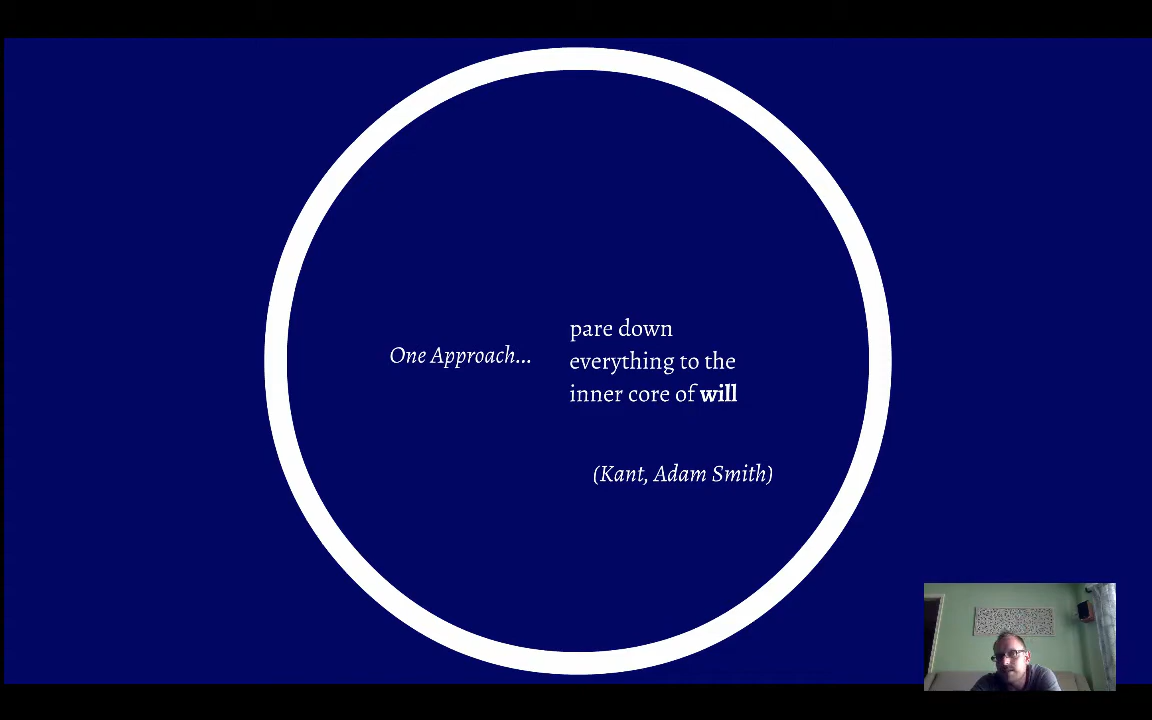 One Approach...
pare down
everything to the
inner core of will
(Kant, Adam Smith)